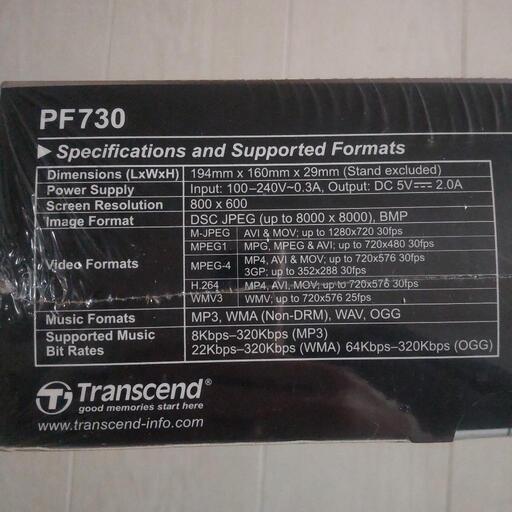 PF730
Specifications and Supported Formats
Dimensions (LxWxH) 194mm x 160mm x 29mm (Stand excluded)
Power Supply Input: 100-240V~0.3A, Output: DC 5V⎓ 2.0A
Screen Resolution 800 x 600
Image Format DSC JPEG (up to 8000 x 8000), BMP
Video Formats
M-JPEG AVI & MOV; up to 1280x720 30fps
MPEG1 MPG, MPEG & AVI; up to 720x480 30fps
MPEG-4 MP4, AVI & MOV; up to 720x576 30fps
3GP; up to 352x288 30fps
H.264 MP4, AVI, MOV; up to 720x576 30fps
WMV3 WMV; up to 720x576 25fps
Music Fomats MP3, WMA (Non-DRM), WAV, OGG
Supported Music Bit Rates
8Kbps–320Kbps (MP3)
22Kbps–320Kbps (WMA) 64Kbps–320Kbps (OGG)
Transcend®
good memories start here
www.transcend-info.com